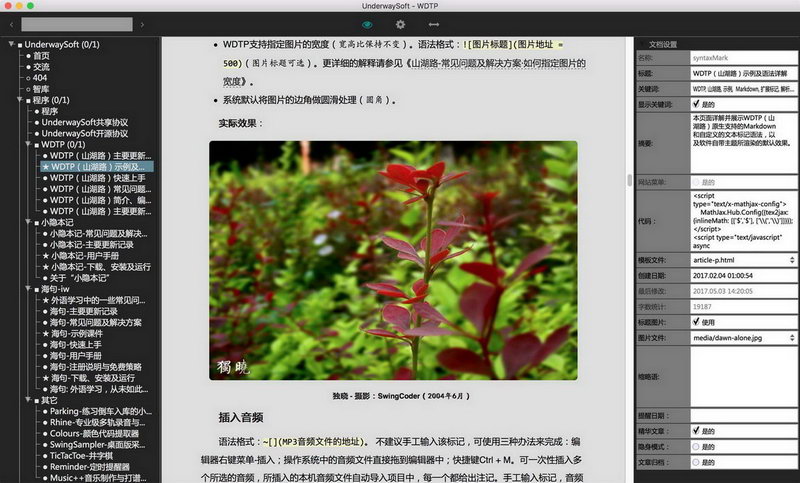 UnderwaySoft - WDTP
UnderwaySoft (0/1)
首页
交流
404
智库
程序 (0/1)
程序
UnderwaySoft共享协议
UnderwaySoft开源协议
WDTP (0/1)
WDTP（山湖路）主要更新...
★ WDTP（山湖路）示例及...
WDTP（山湖路）快速上手
WDTP（山湖路）常见问题...
WDTP（山湖路）简介、编...
WDTP（山湖路）主要更新...
小隐本记
小隐本记-常见问题及解决...
小隐本记-主要更新记录
★ 小隐本记-用户手册
★ 小隐本记-下载、安装及运行
关于“小隐本记”
海句-iw
★ 外语学习中的一些常见问...
海句-主要更新记录
海句-常见问题及解决方案
★ 海句-示例课件
海句-快速上手
海句-用户手册
海句-注册说明与免费策略
★ 海句-下载、安装及运行
海句: 外语学习，从未如此...
其它
Parking-练习倒车入库的小...
Rhine-专业级多轨录音与...
Colours-颜色代码提取器
SwingSampler-桌面版采...
TicTacToe-井字棋
Reminder-定时提醒器
Music++音乐制作与打谱...
WDTP支持指定图片的宽度（宽高比保持不变）。语法格式：![图片标题](图片地址 =
500)（图片标题可选）。更详细的解释请参见《山湖路-常见问题及解决方案·如何指定图片的
宽度》。
系统默认将图片的边角做圆滑处理（圆角）。
实际效果：
獨曉
独晓 - 摄影：SwingCoder（2004年6月）
插入音频
语法格式：~[](MP3音频文件的地址)。不建议手工输入该标记，可使用三种办法来完成：编
辑器右键菜单-插入；操作系统中的音频文件直接拖到编辑器中；快捷键Ctrl + M。可一次性插入多
个所选的音频，所插入的本机音频文件自动导入项目中，每一个都给出注记。手工输入标记，音频
文档设置
名称: syntaxMark
标题: WDTP（山湖路）示例及语法详解
关键词: WDTP, 山湖路, 示例, Markdown, 扩展标记, 解析...
显示关键词: 是的
摘要: 本页面详解并展示WDTP（山
湖路）原生支持的Markdown
和自定义的文本标记语法，以
及软件自带主题所渲染的默认效果。
网站菜单: 是的
代码: <script
type="text/x-mathjax-config">
MathJax.Hub.Config({tex2jax:
{inlineMath: [['$','$'], ['\\(','\\)']]}});
</script>
<script type="text/javascript"
async
模板文件: article-p.html
创建日期: 2017.02.04 01:00:54
最后修改: 2017.05.03 14:20:05
字数统计: 19187
标题图片: 使用
图片文件: media/dawn-alone.jpg
缩略语:
提醒日期:
精华文章: 是的
隐身模式: 是的
文章归档: 是的